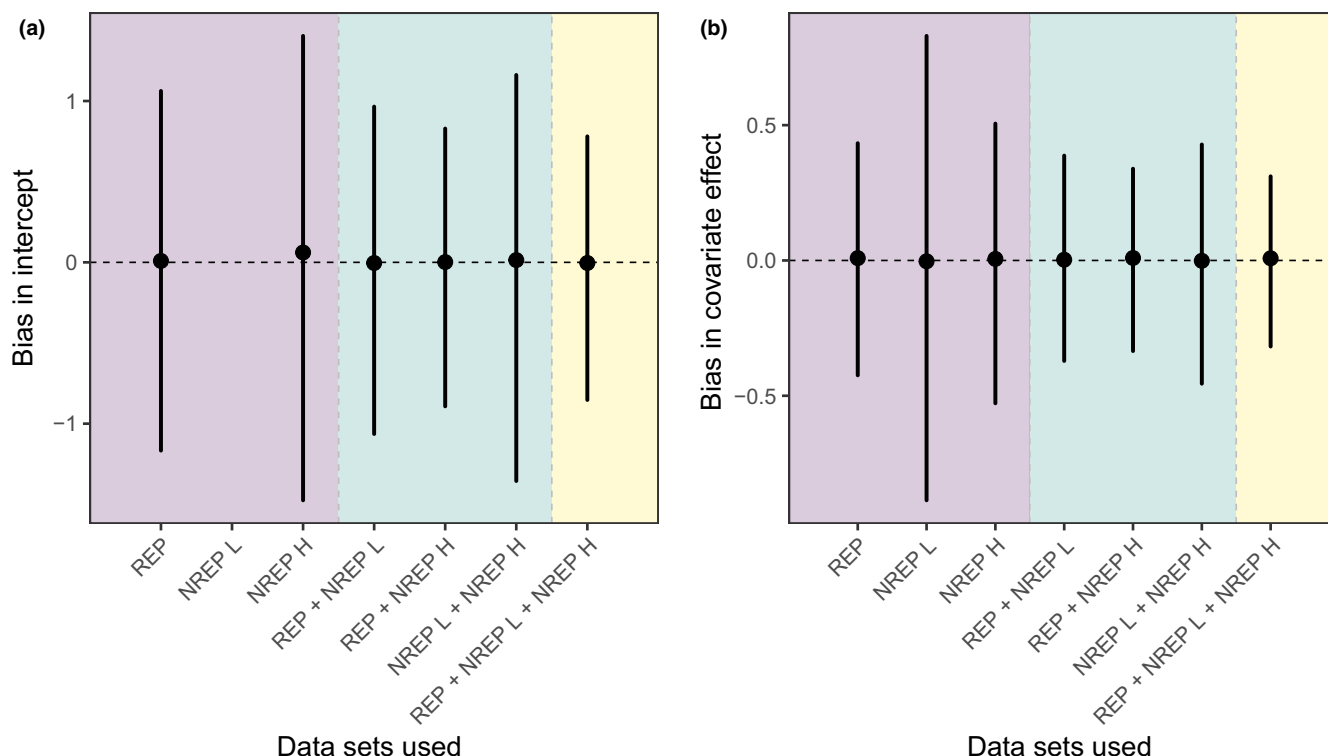 (a)
Bias in intercept
1
0
−1
REP
NREP L
NREP H
REP + NREP L
REP + NREP H
NREP L + NREP H
REP + NREP L + NREP H
Data sets used
(b)
Bias in covariate effect
0.5
0.0
−0.5
REP
NREP L
NREP H
REP + NREP L
REP + NREP H
NREP L + NREP H
REP + NREP L + NREP H
Data sets used